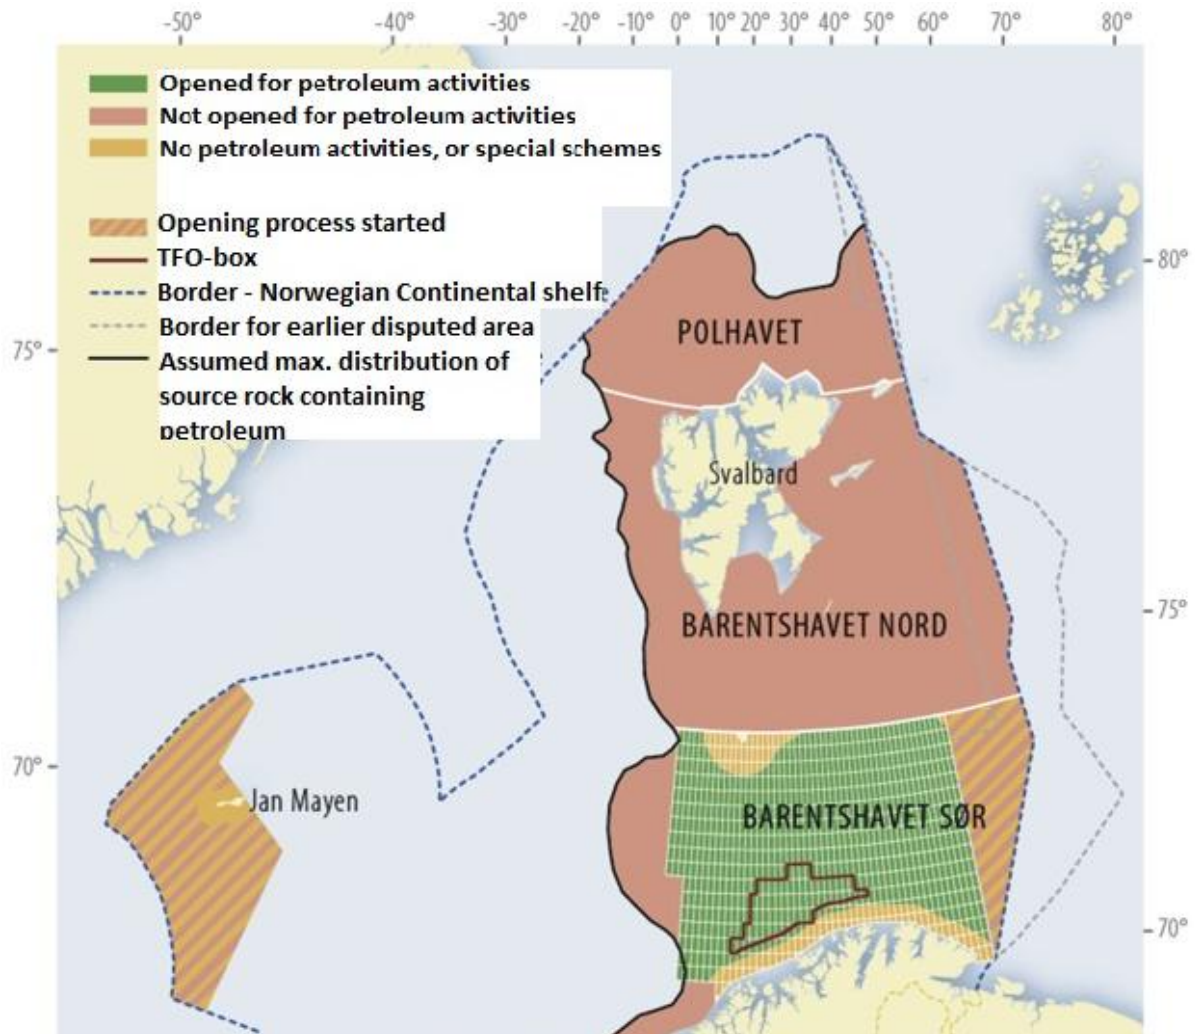 -50° -40° -30° -20° -10° 0° 10° 20° 30° 40° 50° 60° 70° 80°
Opened for petroleum activities
Not opened for petroleum activities
No petroleum activities, or special schemes
Opening process started
TFO-box
Border - Norwegian Continental shelf
Border for earlier disputed area
Assumed max. distribution of
source rock containing
petroleum
80°
75°
POLHAVET
Svalbard
75°
BARENTSHAVET NORD
70°
Jan Mayen
BARENTSHAVET SØR
70°